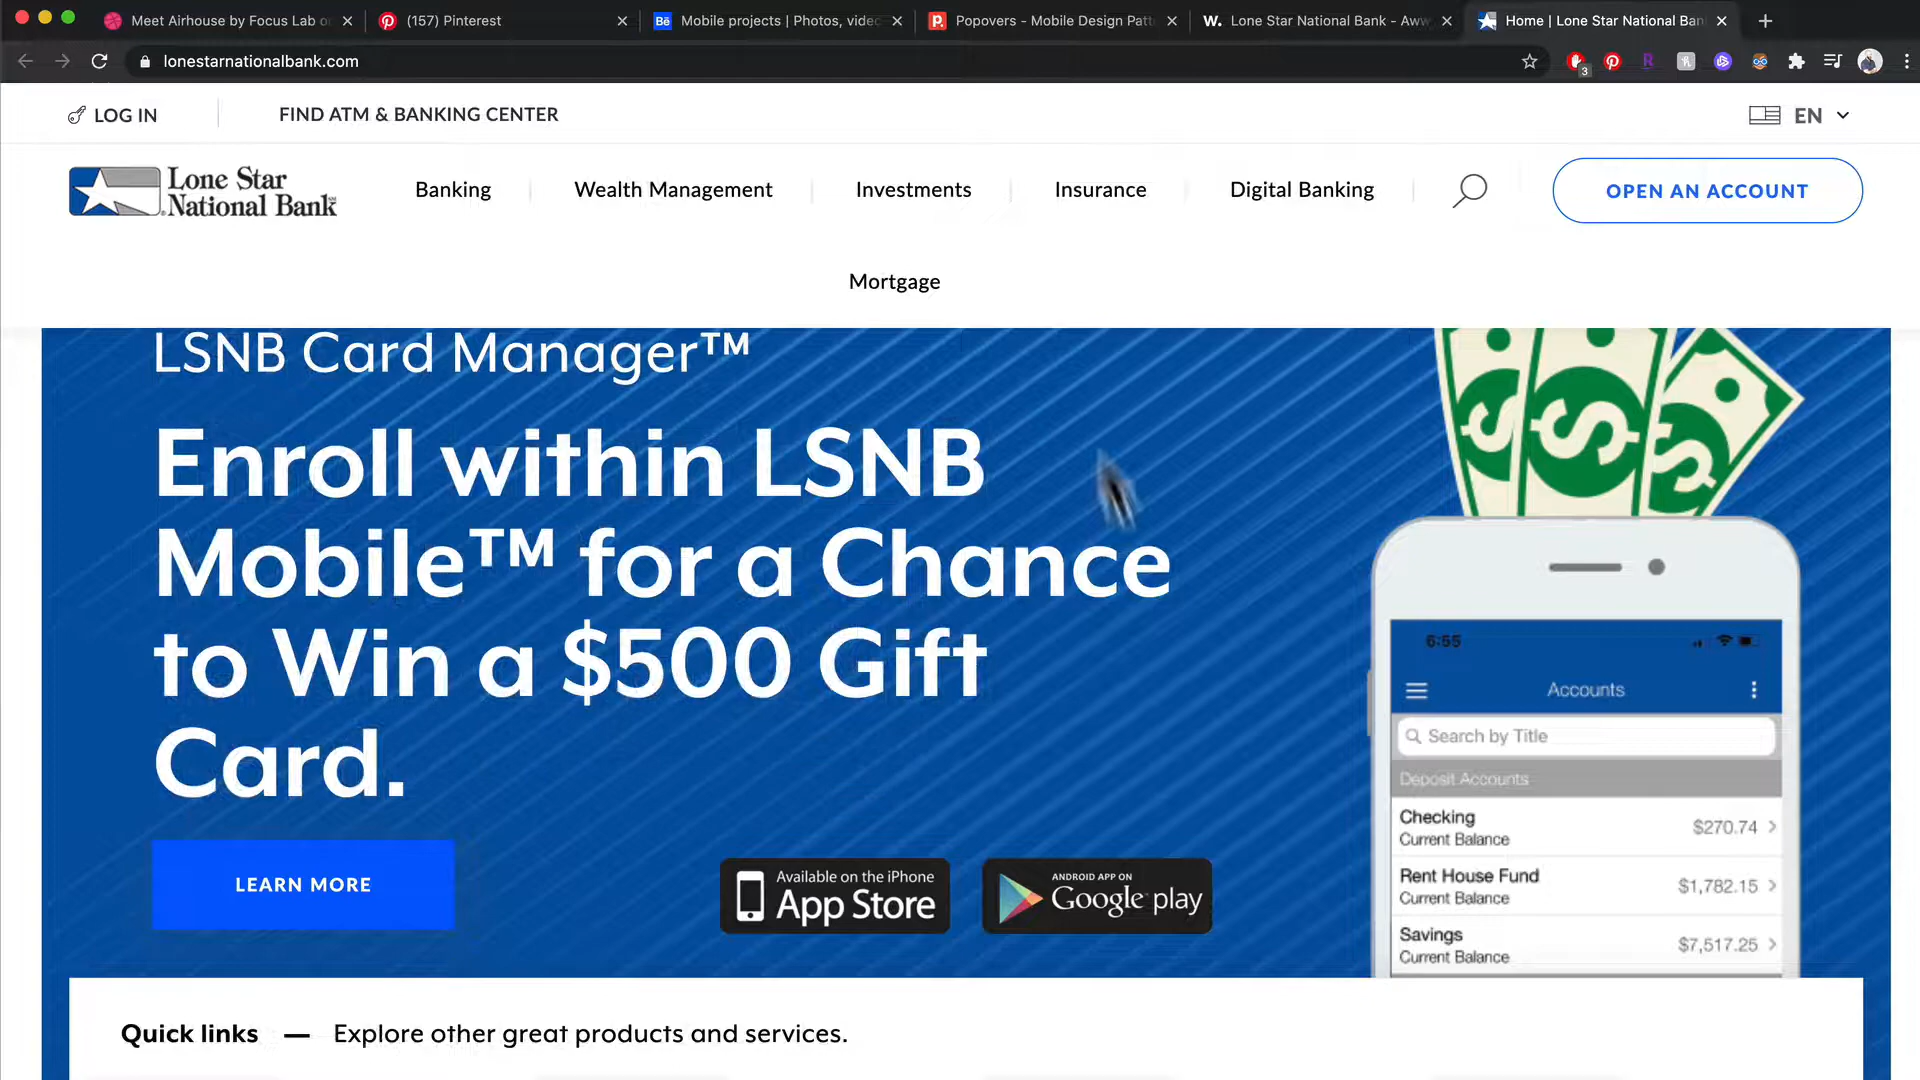 Meet Airhouse by Focus Lab o
(157) Pinterest
Mobile projects | Photos, video
Popovers - Mobile Design Patt
W. Lone Star National Bank - Aww
Home | Lone Star National Ban
lonestarnationalbank.com
3
LOG IN
FIND ATM & BANKING CENTER
EN
Lone Star
National Bank
Banking
Wealth Management
Investments
Insurance
Digital Banking
OPEN AN ACCOUNT
Mortgage
LSNB Card Manager™
Enroll within LSNB
Mobile™ for a Chance
to Win a $500 Gift
Card.
LEARN MORE
Available on the iPhone
App Store
ANDROID APP ON
Google play
6:55
Accounts
Search by Title
Deposit Accounts
Checking
Current Balance
$270.74
Rent House Fund
Current Balance
$1,782.15
Savings
Current Balance
$7,517.25
Quick links — Explore other great products and services.